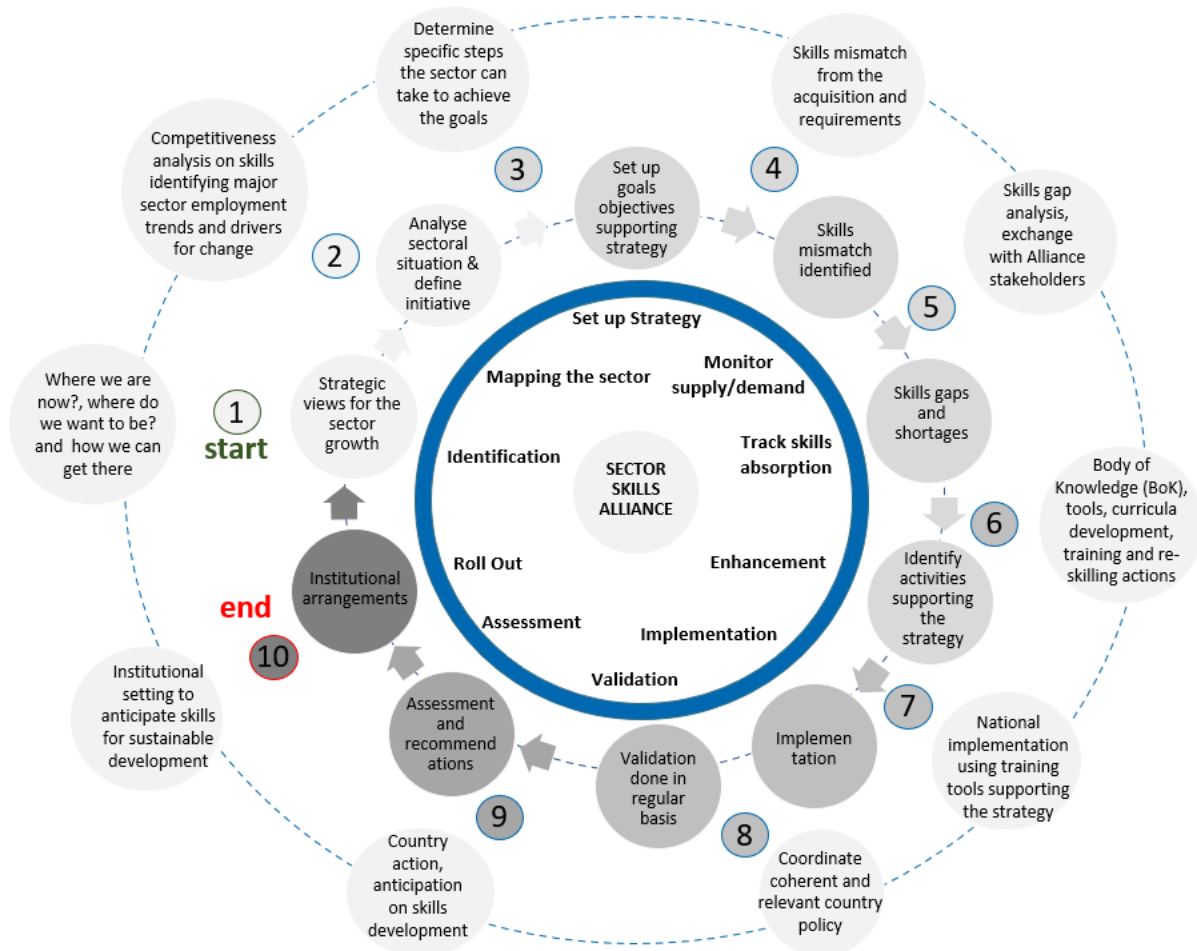 Determine
specific steps
the sector can
take to achieve
the goals
Skills mismatch
from the
acquisition and
requirements
Competitiveness
analysis on skills
identifying major
sector employment
trends and drivers
for change
3
4
Set up
goals
objectives
supporting
strategy
Skills gap
analysis,
exchange
with Alliance
stakeholders
2
Analyse
sectoral
situation &
define
initiative
Skills
mismatch
identified
5
Set up Strategy
Mapping the sector
Monitor
supply/demand
Where we are
now?, where do
we want to be?
and how we can
get there
1
start
Strategic
views for the
sector
growth
Skills gaps
and
shortages
Identification
Track skills
absorption
SECTOR
SKILLS
ALLIANCE
Body of
Knowledge (BoK),
tools, curricula
development,
training and re-
skilling actions
6
Roll Out
Enhancement
Institutional
arrangements
Identify
activities
supporting
the
strategy
end
10
Assessment
Implementation
Validation
Institutional
setting to
anticipate skills
for sustainable
development
Assessment
and
recommend
ations
7
Implemen
tation
National
implementation
using training
tools supporting
the strategy
Validation
done in
regular
basis
9
8
Country
action,
anticipation
on skills
development
Coordinate
coherent and
relevant country
policy